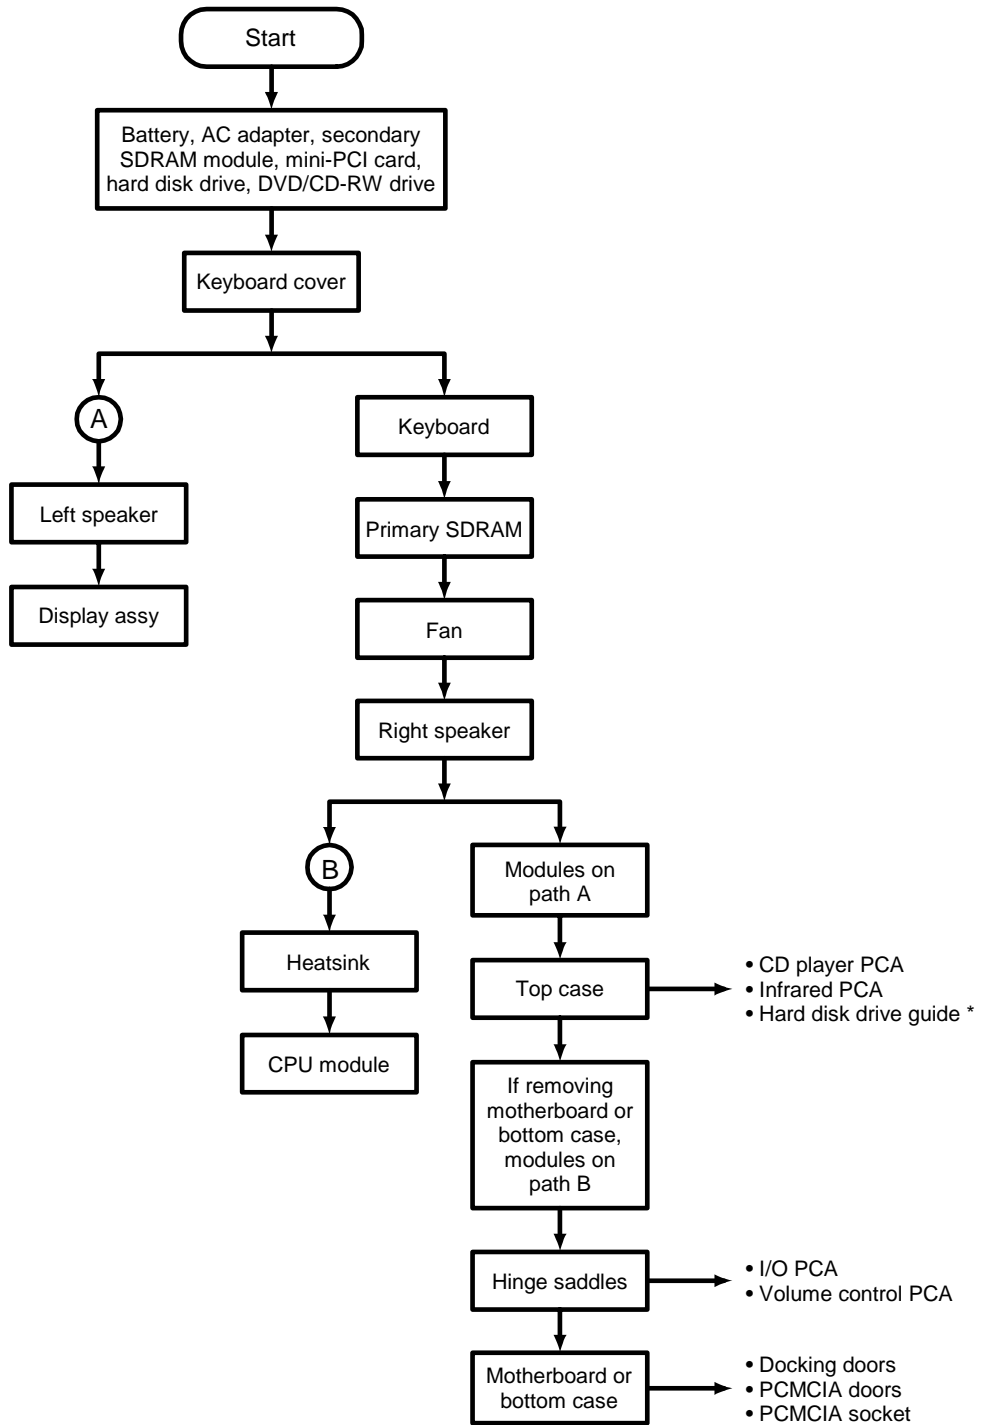 Start
Battery, AC adapter, secondary
SDRAM module, mini-PCI card,
hard disk drive, DVD/CD-RW drive
Keyboard cover
A
Keyboard
Left speaker
Primary SDRAM
Display assy
Fan
Right speaker
B
Modules on
path A
Heatsink
Top case
• CD player PCA
• Infrared PCA
• Hard disk drive guide *
CPU module
If removing
motherboard or
bottom case,
modules on
path B
Hinge saddles
• I/O PCA
• Volume control PCA
Motherboard or
bottom case
• Docking doors
• PCMCIA doors
• PCMCIA socket